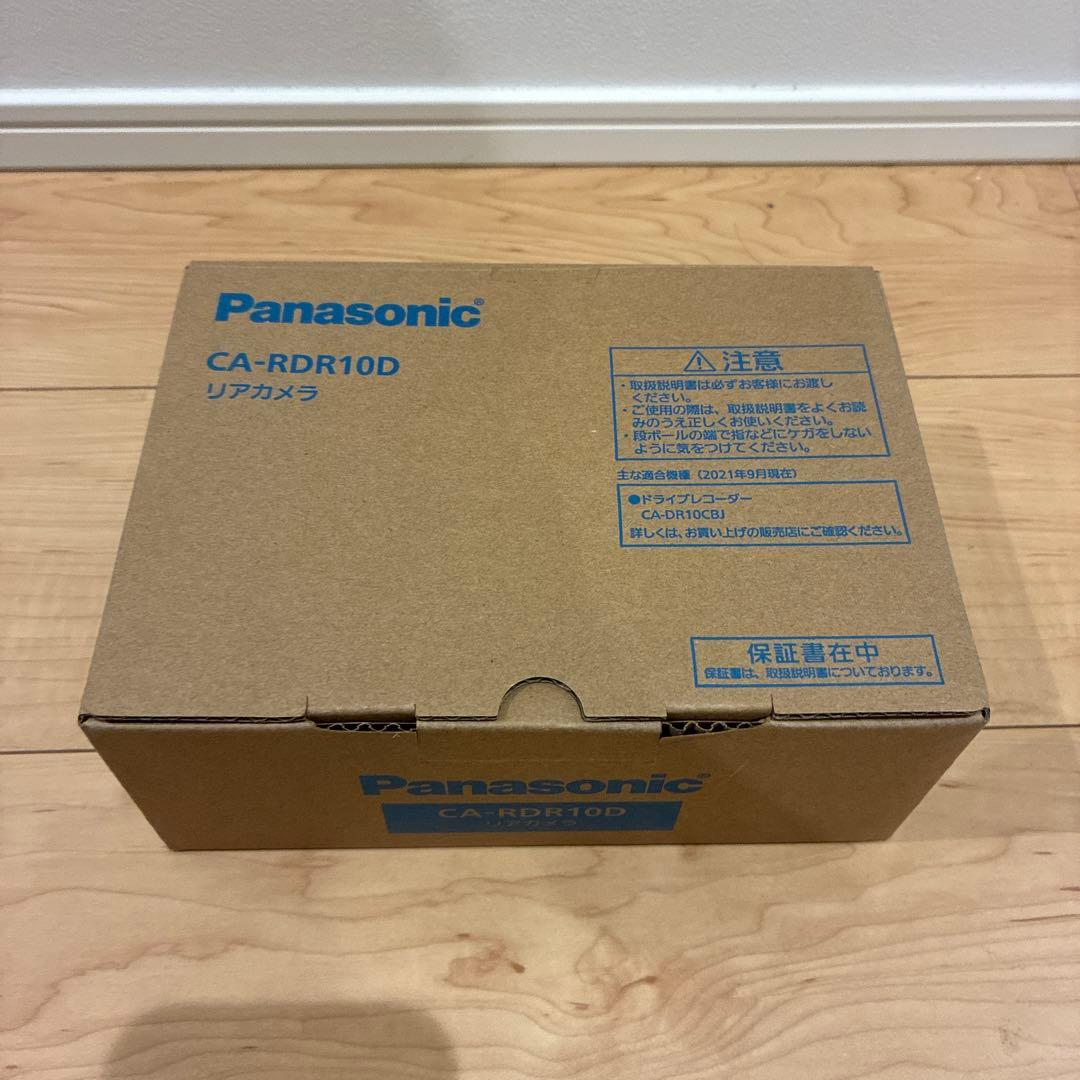 Panasonic®
CA-RDR10D
リアカメラ
⚠注意
・取扱説明書は必ずお客様にお渡し
ください。
・ご使用の際は、取扱説明書をよくお読
みのうえ正しくお使いください。
・段ボールの端で指などにケガをしない
ように気をつけてください。
主な適合機種（2021年9月現在）
●ドライブレコーダー
CA-DR10CBJ
詳しくは、お買い上げの販売店にご確認ください。
保証書在中
保証書は、取扱説明書についております。
Panasonic®
CA-RDR10D
リアカメラ